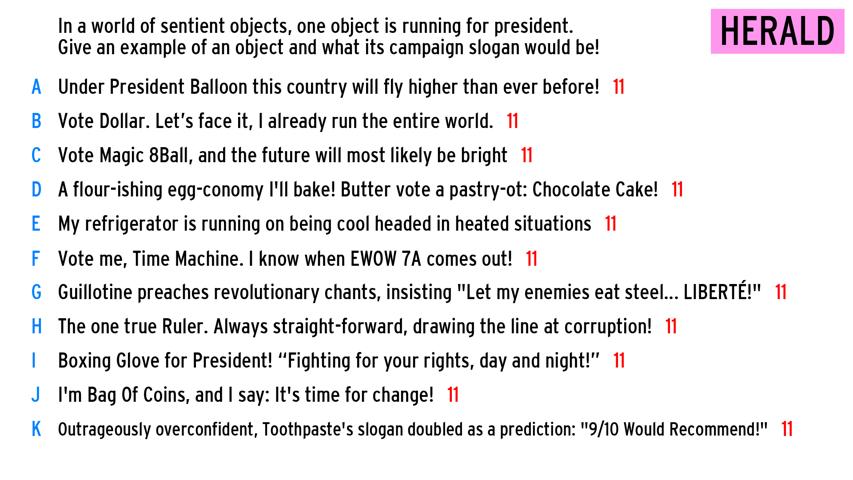 In a world of sentient objects, one object is running for president.
Give an example of an object and what its campaign slogan would be!
HERALD
A Under President Balloon this country will fly higher than ever before! 11
B Vote Dollar. Let's face it, I already run the entire world. 11
C Vote Magic 8Ball, and the future will most likely be bright 11
D A flour-ishing egg-conomy I'll bake! Butter vote a pastry-ot: Chocolate Cake! 11
E My refrigerator is running on being cool headed in heated situations 11
F Vote me, Time Machine. I know when EWOW 7A comes out! 11
G Guillotine preaches revolutionary chants, insisting "Let my enemies eat steel... LIBERTÉ!" 11
H The one true Ruler. Always straight-forward, drawing the line at corruption! 11
I Boxing Glove for President! “Fighting for your rights, day and night!” 11
J I'm Bag Of Coins, and I say: It's time for change! 11
K Outrageously overconfident, Toothpaste's slogan doubled as a prediction: "9/10 Would Recommend!" 11